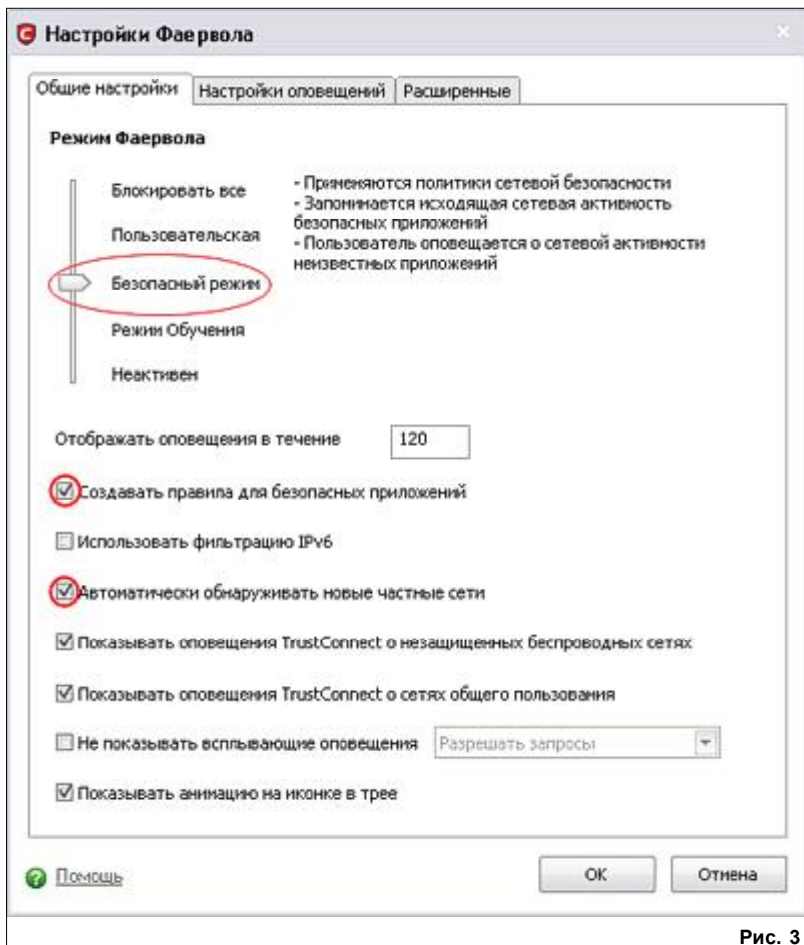 Настройки Фаервола
Общие настройки
Настройки оповещений
Расширенные
Режим Фаервола
Блокировать все
Пользовательская
Безопасный режим
Режим Обучения
Неактивен
- Применяются политики сетевой безопасности
- Запоминается исходящая сетевая активность
безопасных приложений
- Пользователь оповещается о сетевой активности
неизвестных приложений
Отображать оповещения в течение 120
Создавать правила для безопасных приложений
Использовать фильтрацию IPv6
Автоматически обнаруживать новые частные сети
Показывать оповещения TrustConnect о незащищенных беспроводных сетях
Показывать оповещения TrustConnect о сетях общего пользования
Не показывать всплывающие оповещения Разрешать запросы
Показывать анимацию на иконке в трее
Помощь
OK
Отмена
Рис. 3